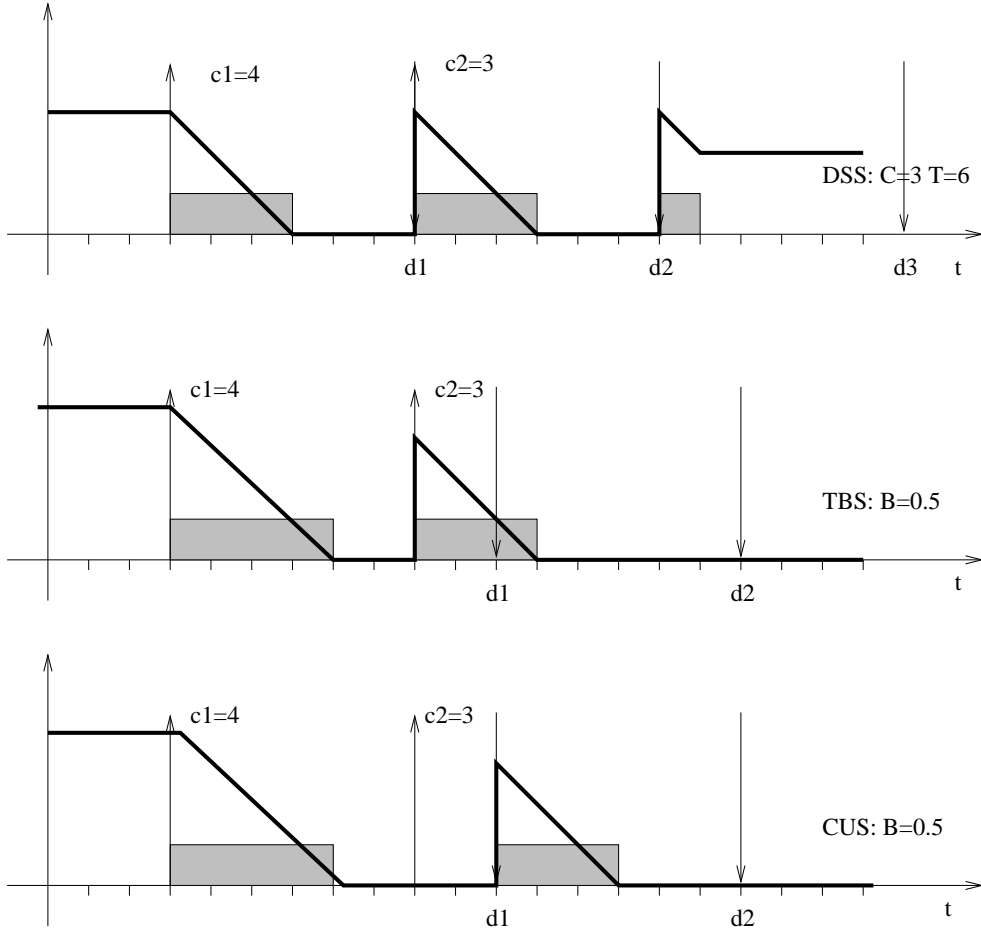 c1=4
c2=3
DSS: C=3 T=6
d1
d2
d3
t
c1=4
c2=3
TBS: B=0.5
d1
d2
t
c1=4
c2=3
CUS: B=0.5
d1
d2
t